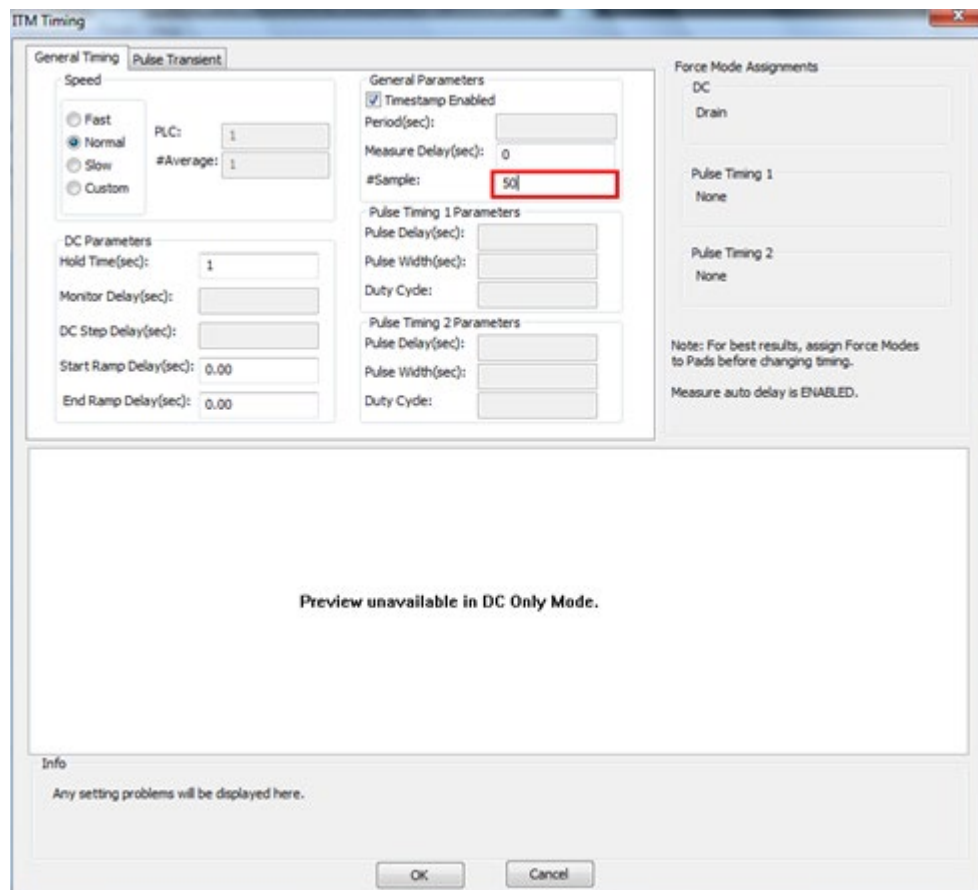 ITM Timing
General Timing
Pulse Transient
Speed
Fast
Normal
Slow
Custom
PLC: 1
#Average: 1
DC Parameters
Hold Time(sec): 1
Monitor Delay(sec):
DC Step Delay(sec):
Start Ramp Delay(sec): 0.00
End Ramp Delay(sec): 0.00
General Parameters
Timestamp Enabled
Period(sec):
Measure Delay(sec): 0
#Sample: 50
Pulse Timing 1 Parameters
Pulse Delay(sec):
Pulse Width(sec):
Duty Cycle:
Pulse Timing 2 Parameters
Pulse Delay(sec):
Pulse Width(sec):
Duty Cycle:
Force Mode Assignments
DC
Drain
Pulse Timing 1
None
Pulse Timing 2
None
Note: For best results, assign Force Modes
to Pads before changing timing.
Measure auto delay is ENABLED.
Preview unavailable in DC Only Mode.
Info
Any setting problems will be displayed here.
OK
Cancel